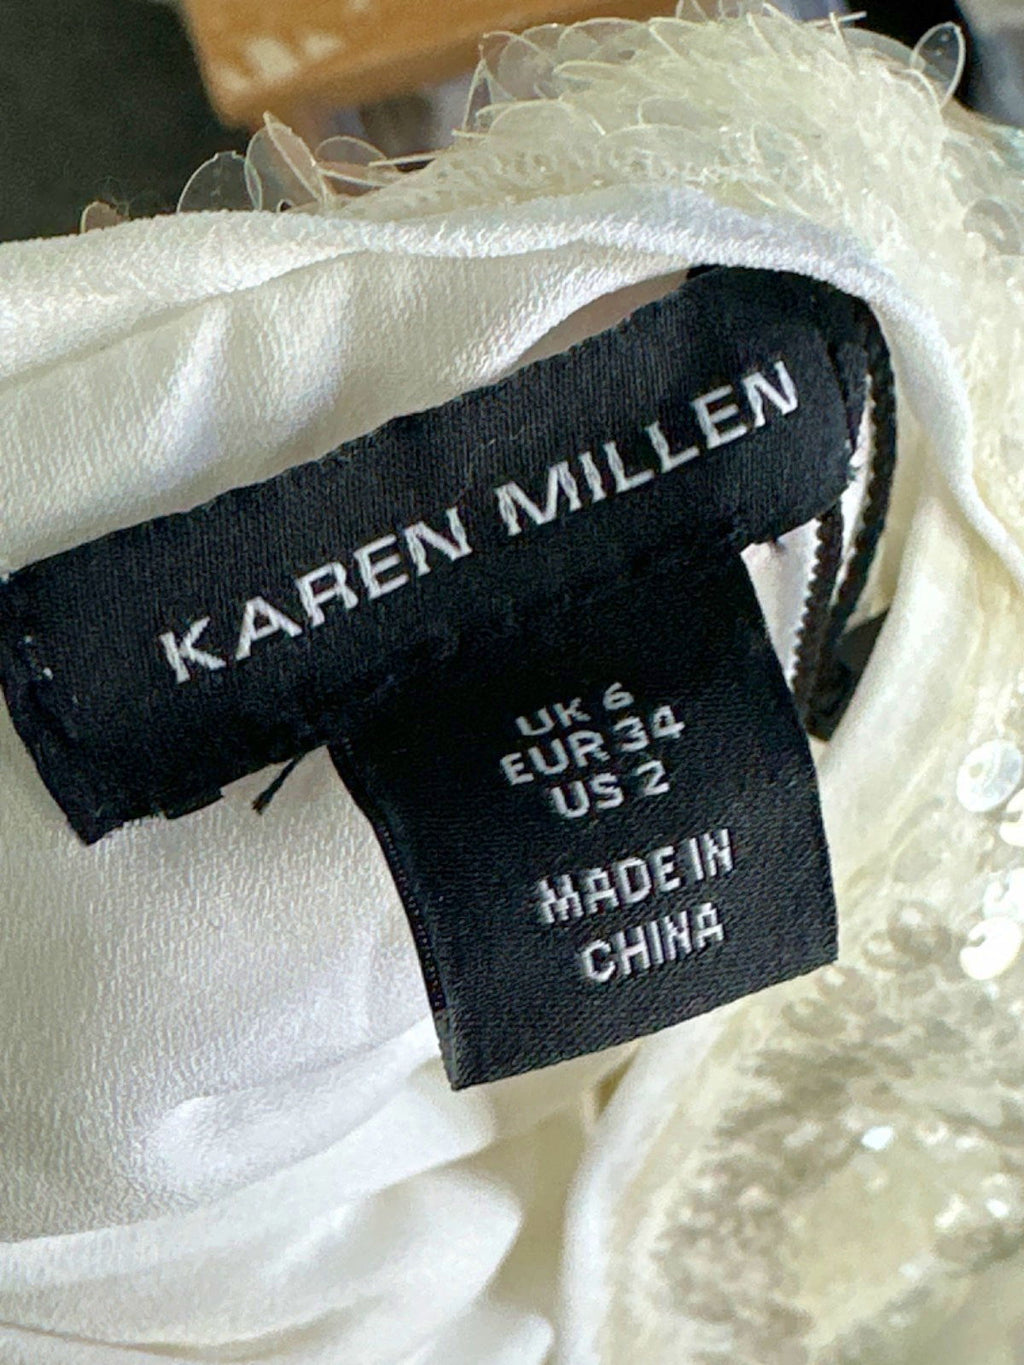 KAREN MILLEN
UK 6
EUR 34
US 2
MADE IN
CHINA